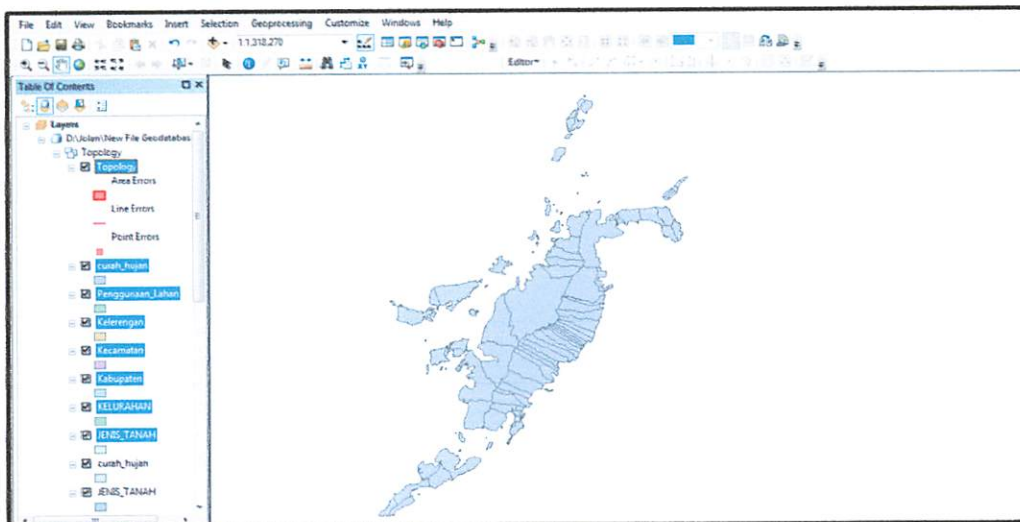 File Edit View Bookmarks Insert Selection Geoprocessing Customize Windows Help
1:1,318,270
Editor
Table Of Contents
Layers
D:\Jolan\New File Geodatabas
Topology
Topology
Area Errors
Line Errors
Point Errors
curah_hujan
Penggunaan_Lahan
Kelerengan
Kecamatan
Kabupaten
KELURAHAN
JENIS_TANAH
curah_hujan
JENIS_TANAH